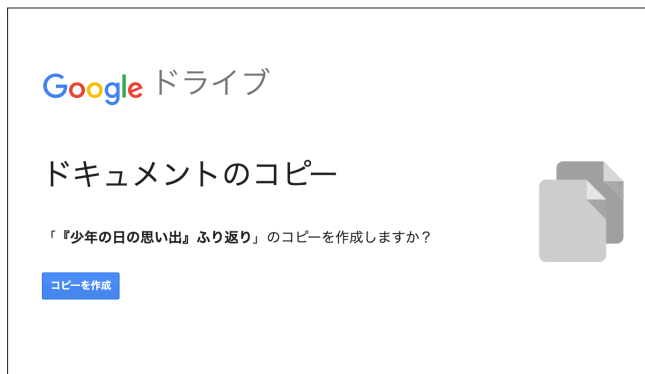 Google ドライブ
ドキュメントのコピー
「『少年の日の思い出』ふり返り」のコピーを作成しますか？
コピーを作成